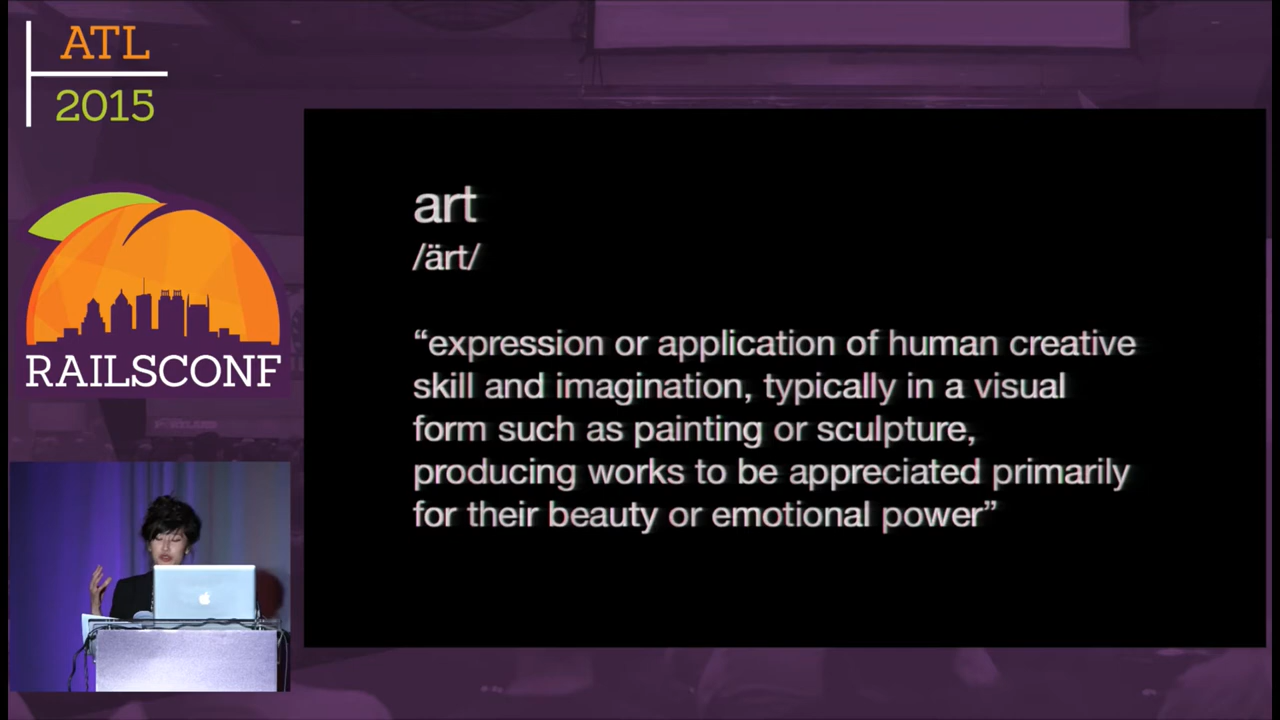 ATL
2015
RAILSCONF
art
/ärt/
“expression or application of human creative
skill and imagination, typically in a visual
form such as painting or sculpture,
producing works to be appreciated primarily
for their beauty or emotional power”